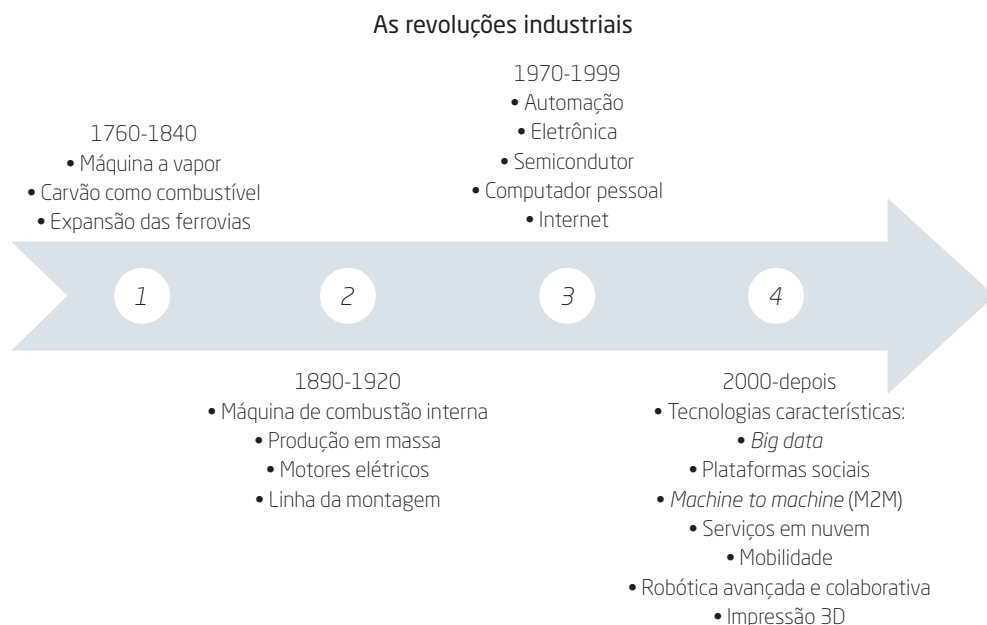 As revoluções industriais
1760-1840
• Máquina a vapor
• Carvão como combustível
• Expansão das ferrovias
1970-1999
• Automação
• Eletrônica
• Semicondutor
• Computador pessoal
• Internet
1
2
3
4
1890-1920
• Máquina de combustão interna
• Produção em massa
• Motores elétricos
• Linha da montagem
2000-depois
• Tecnologias características:
• Big data
• Plataformas sociais
• Machine to machine (M2M)
• Serviços em nuvem
• Mobilidade
• Robótica avançada e colaborativa
• Impressão 3D